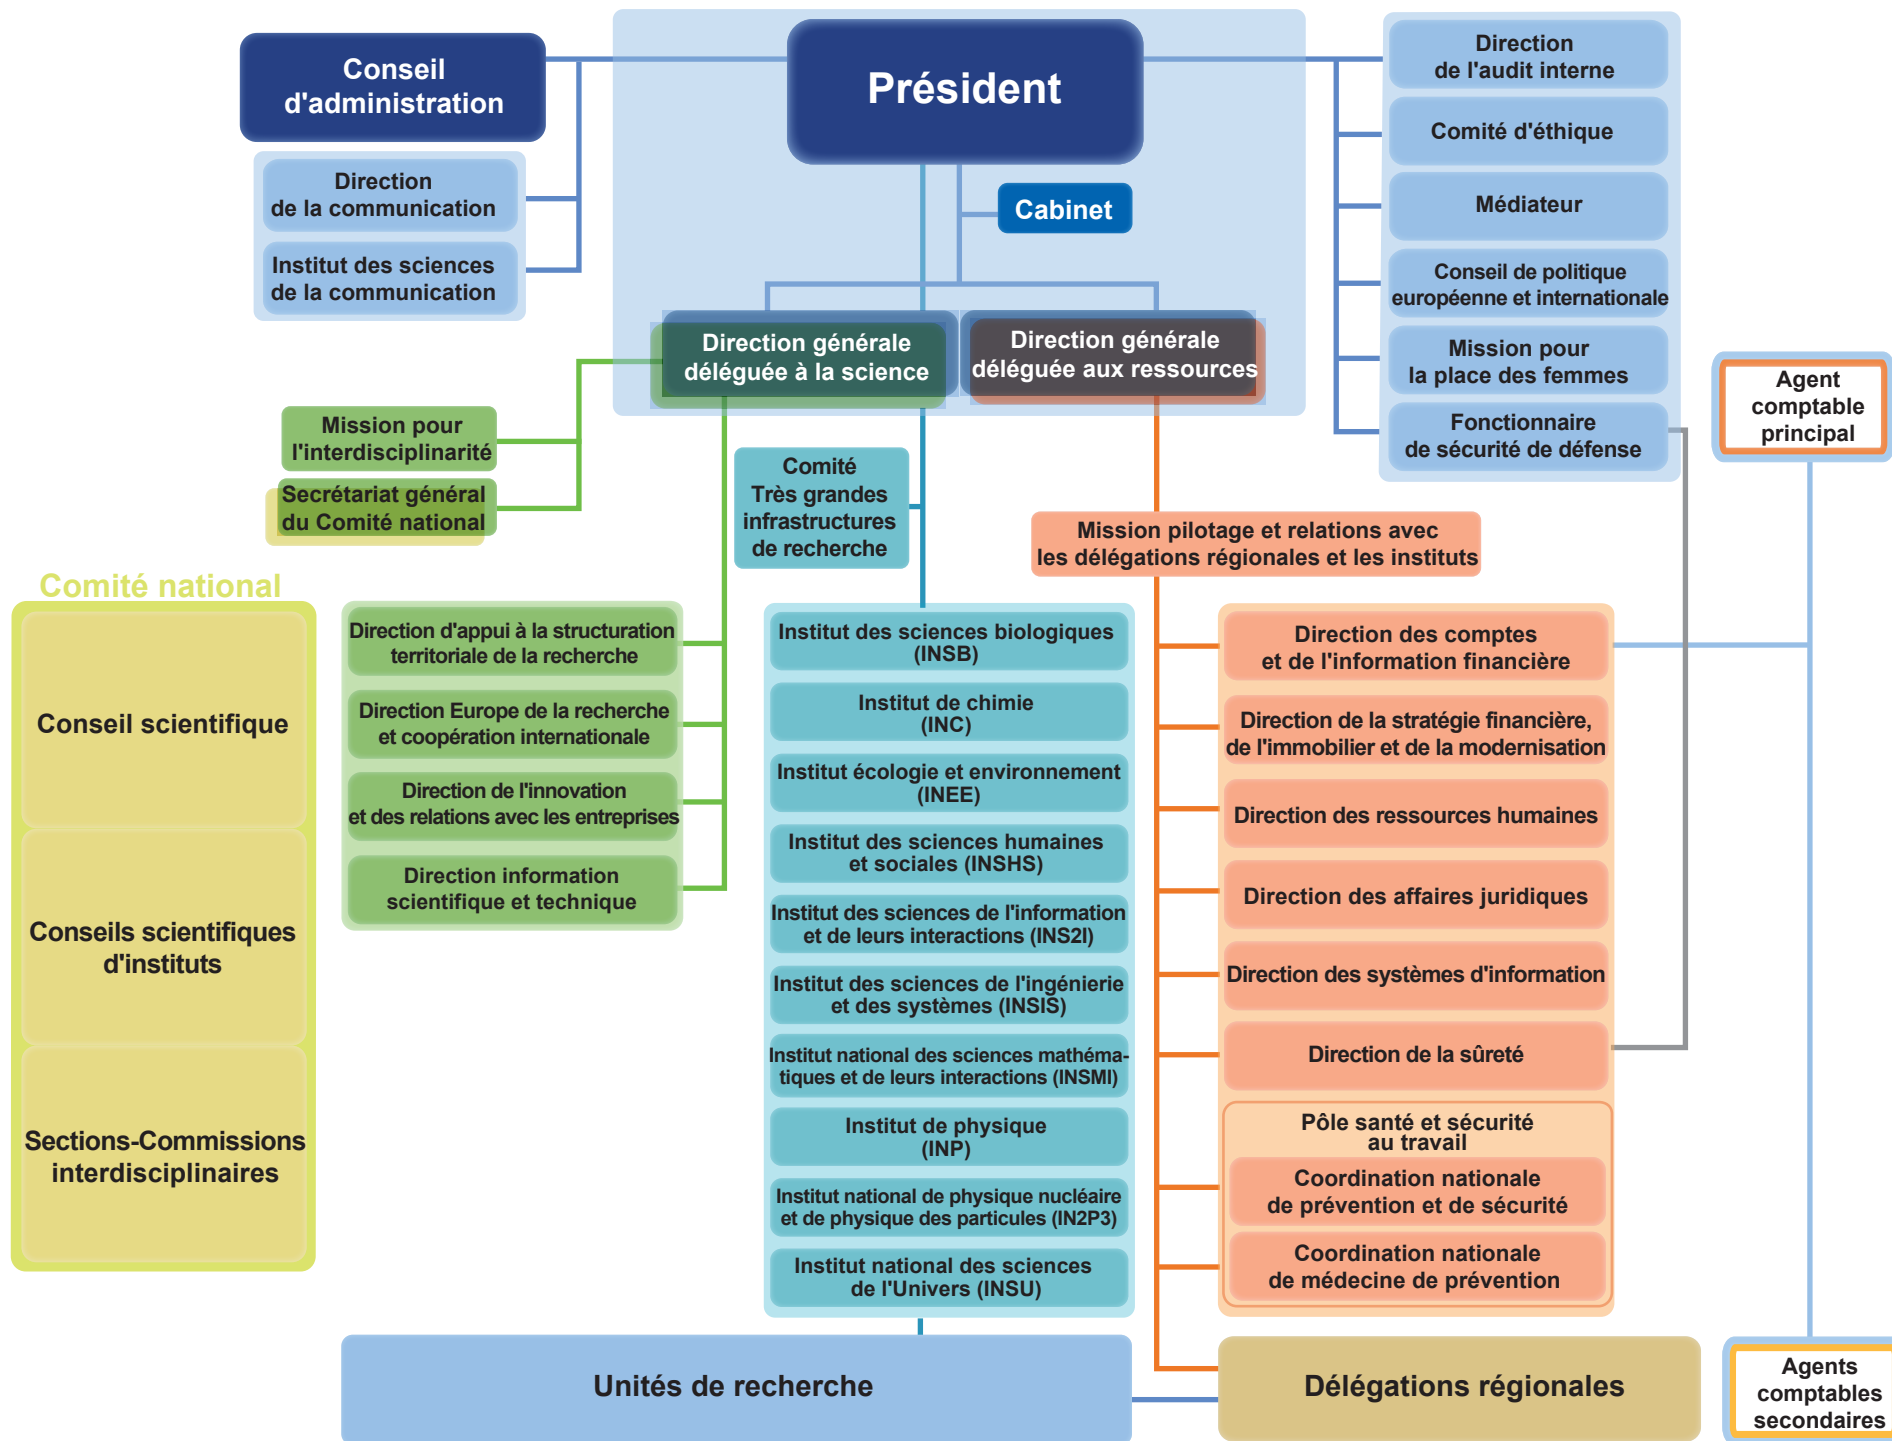 Conseil
d'administration
Président
Direction
de l'audit interne
Comité d'éthique
Médiateur
Conseil de politique
européenne et internationale
Mission pour
la place des femmes
Fonctionnaire
de sécurité de défense
Direction
de la communication
Institut des sciences
de la communication
Cabinet
Direction générale
déléguée à la science
Direction générale
déléguée aux ressources
Agent
comptable
principal
Mission pour
l'interdisciplinarité
Secrétariat général
du Comité national
Comité
Très grandes
infrastructures
de recherche
Mission pilotage et relations avec
les délégations régionales et les instituts
Comité national
Conseil scientifique
Conseils scientifiques
d'instituts
Sections-Commissions
interdisciplinaires
Direction d'appui à la structuration
territoriale de la recherche
Direction Europe de la recherche
et coopération internationale
Direction de l'innovation
et des relations avec les entreprises
Direction information
scientifique et technique
Institut des sciences biologiques
(INSB)
Institut de chimie
(INC)
Institut écologie et environnement
(INEE)
Institut des sciences humaines
et sociales (INSHS)
Institut des sciences de l'information
et de leurs interactions (INS2I)
Institut des sciences de l'ingénierie
et des systèmes (INSIS)
Institut national des sciences mathéma-
tiques et de leurs interactions (INSMI)
Institut de physique
(INP)
Institut national de physique nucléaire
et de physique des particules (IN2P3)
Institut national des sciences
de l'Univers (INSU)
Direction des comptes
et de l'information financière
Direction de la stratégie financière,
de l'immobilier et de la modernisation
Direction des ressources humaines
Direction des affaires juridiques
Direction des systèmes d'information
Direction de la sûreté
Pôle santé et sécurité
au travail
Coordination nationale
de prévention et de sécurité
Coordination nationale
de médecine de prévention
Unités de recherche
Délégations régionales
Agents
comptables
secondaires